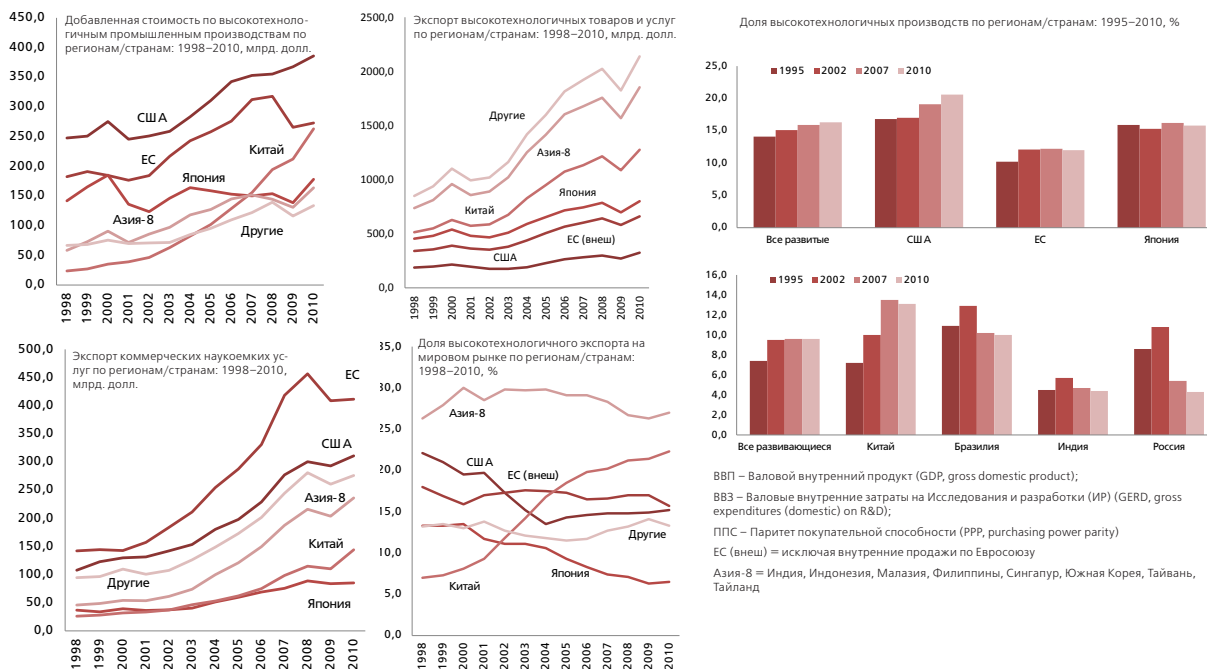 Добавленная стоимость по высокотехноло-
гичным промышленным производствам по
регионам/странам: 1998–2010, млрд. долл.
450,0
400,0
350,0
300,0
250,0
200,0
150,0
100,0
50,0
0,0
США
ЕС
Китай
Япония
Азия-8
Другие
1998
1999
2000
2001
2002
2003
2004
2005
2006
2007
2008
2009
2010
Экспорт высокотехнологичных товаров и услуг
по регионам/странам: 1998–2010, млрд. долл.
2500,0
2000,0
1500,0
1000,0
500,0
0,0
Другие
Азия-8
Япония
Китай
ЕС (внеш)
США
1998
1999
2000
2001
2002
2003
2004
2005
2006
2007
2008
2009
2010
Экспорт коммерческих наукоемких ус-
луг по регионам/странам: 1998–2010,
млрд. долл.
500,0
450,0
400,0
350,0
300,0
250,0
200,0
150,0
100,0
50,0
0,0
ЕС
США
Азия-8
Китай
Другие
Япония
1998
1999
2000
2001
2002
2003
2004
2005
2006
2007
2008
2009
2010
Доля высокотехнологичного экспорта на
мировом рынке по регионам/странам:
1998–2010, %
35,0
30,0
25,0
20,0
15,0
10,0
5,0
0,0
Азия-8
США
ЕС (внеш)
Другие
Япония
Китай
1998
1999
2000
2001
2002
2003
2004
2005
2006
2007
2008
2009
2010
Доля высокотехнологичных производств по регионам/странам: 1995–2010, %
25,0
20,0
15,0
10,0
5,0
0,0
1995 2002 2007 2010
Все развитые США ЕС Япония
16,0
14,0
12,0
10,0
8,0
6,0
4,0
2,0
0,0
1995 2002 2007 2010
Все развивающиеся Китай Бразилия Индия Россия
ВВП – Валовой внутренний продукт (GDP, gross domestic product);
ВВЗ – Валовые внутренние затраты на Исследования и разработки (ИР) (GERD, gross
expenditures (domestic) on R&D);
ППС – Паритет покупательной способности (PPP, purchasing power parity)
ЕС (внеш) = исключая внутренние продажи по Евросоюзу
Азия-8 = Индия, Индонезия, Малазия, Филиппины, Сингапур, Южная Корея, Тайвань,
Тайланд